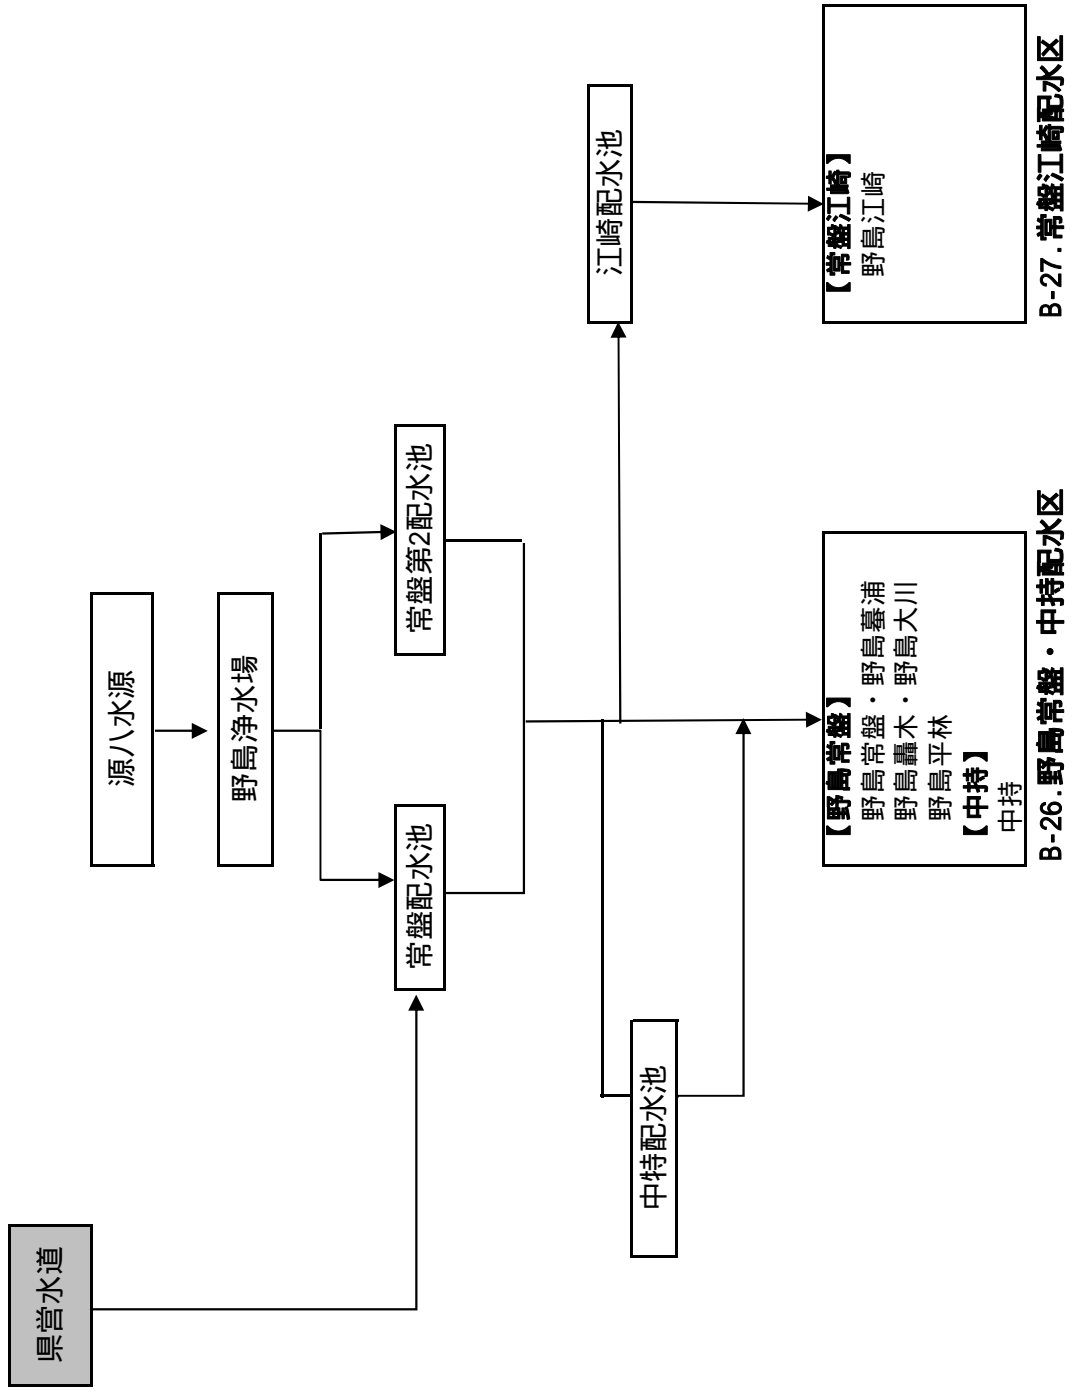 県営水道
源八水源
野島浄水場
常盤配水池
常盤第2配水池
中特配水池
江崎配水池
【野島常盤】
野島常盤・野島蟇浦
野島轟木・野島大川
野島平林
【中持】
中持
B-26.野島常盤・中持配水区
【常盤江崎】
野島江崎
B-27.常盤江崎配水区